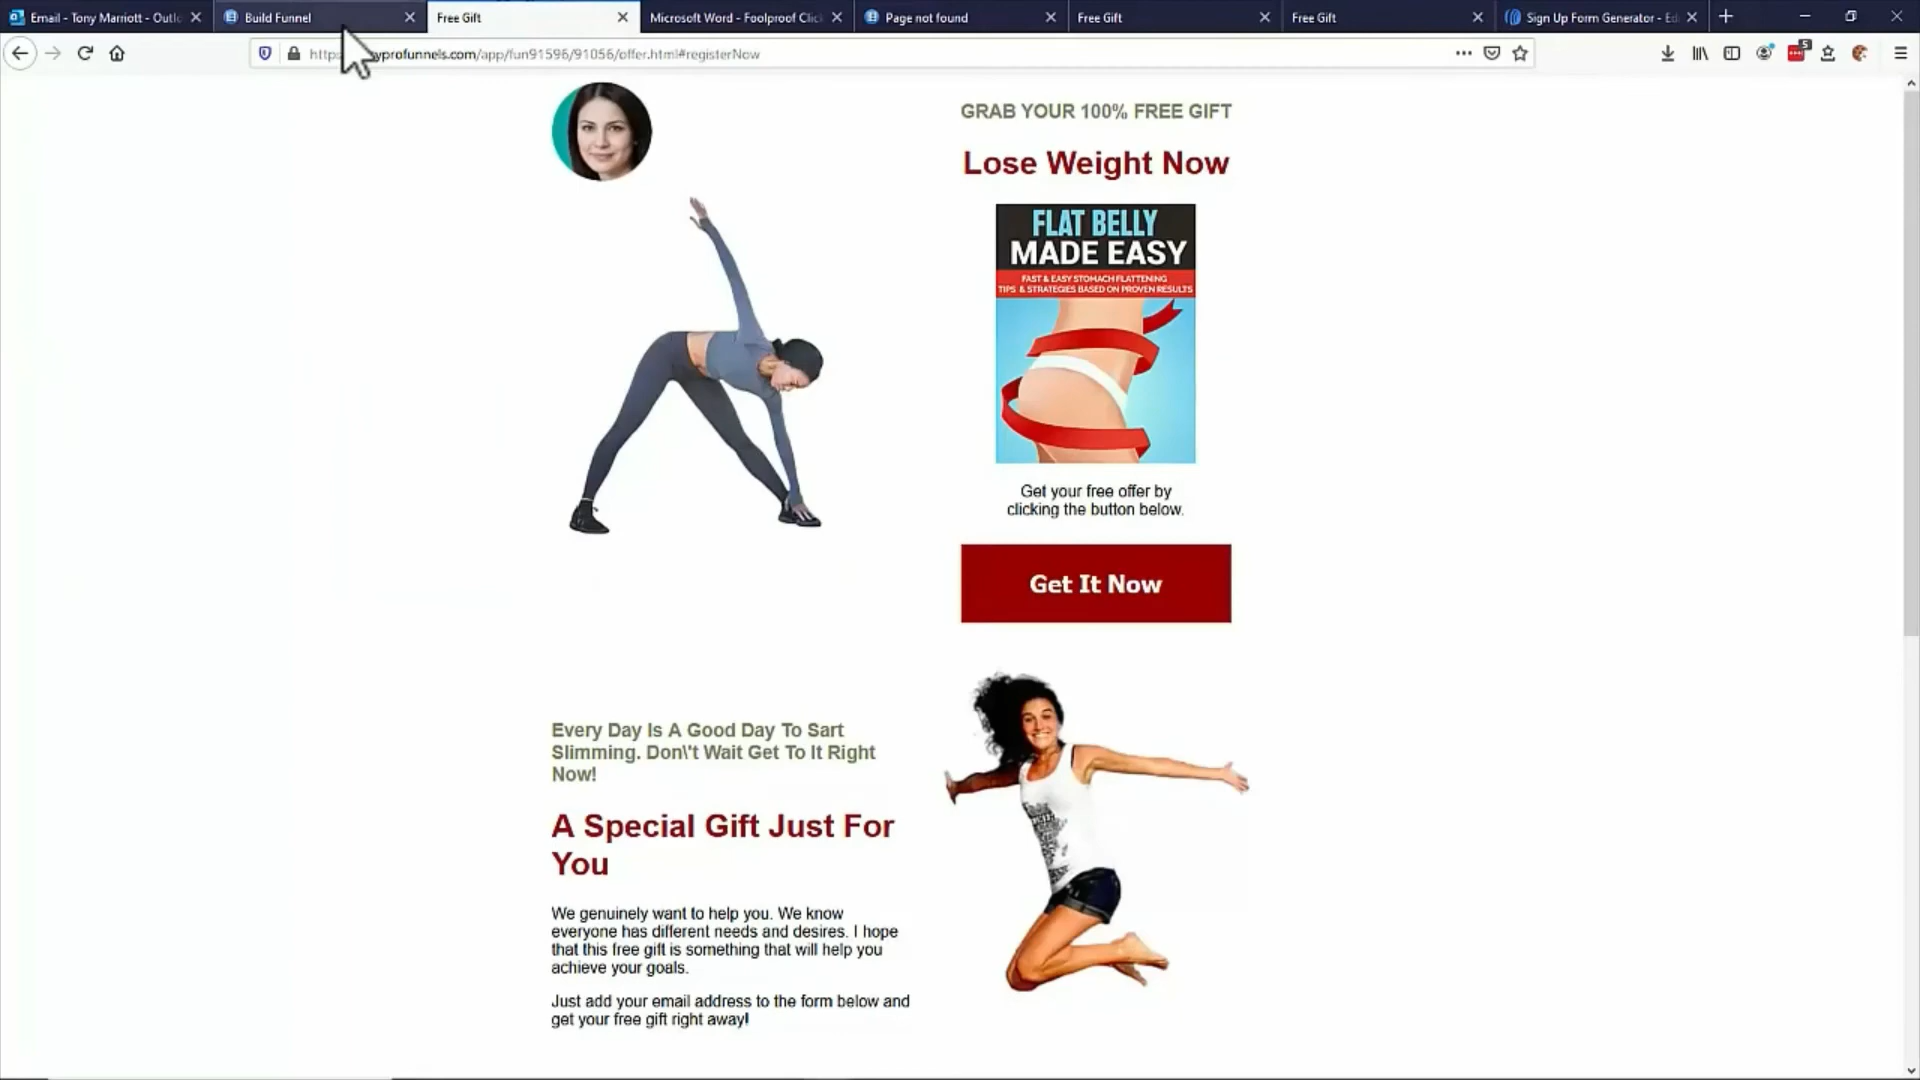 Email - Tony Marriott - Outlo
Build Funnel
Free Gift
Microsoft Word - Foolproof Clic
Page not found
Free Gift
Free Gift
Sign Up Form Generator - Ed
yprofunnels.com/app/fun91596/91056/offer.html#registerNow
5
GRAB YOUR 100% FREE GIFT
Lose Weight Now
FLAT BELLY
MADE EASY
FAST & EASY STOMACH FLATTENING
TIPS & STRATEGIES BASED ON PROVEN RESULTS
Get your free offer by
clicking the button below.
Get It Now
Every Day Is A Good Day To Sart
Slimming. Don\'t Wait Get To It Right
Now!
A Special Gift Just For
You
We genuinely want to help you. We know
everyone has different needs and desires. I hope
that this free gift is something that will help you
achieve your goals.
Just add your email address to the form below and
get your free gift right away!